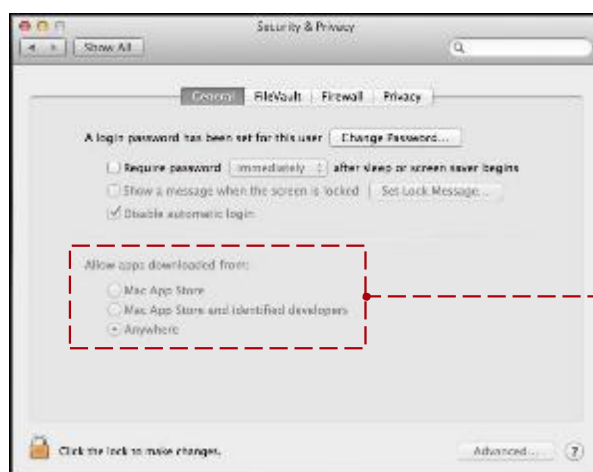 Security & Privacy
Show All
General FileVault Firewall Privacy
A login password has been set for this user Change Password...
Require password immediately after sleep or screen saver begins
Show a message when the screen is locked Set Lock Message...
Disable automatic login
Allow apps downloaded from:
Mac App Store
Mac App Store and identified developers
Anywhere
Click the lock to make changes.
Advanced... ?